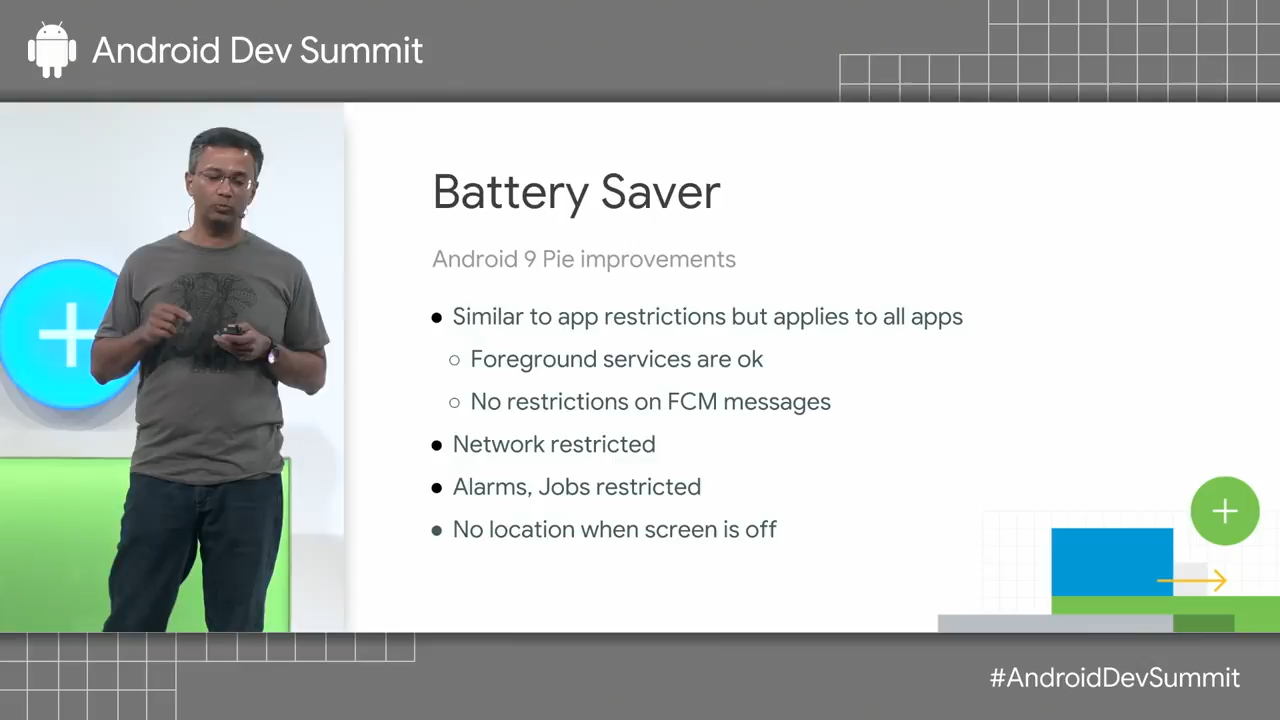 Android Dev Summit
Battery Saver
Android 9 Pie improvements
Similar to app restrictions but applies to all apps
Foreground services are ok
No restrictions on FCM messages
Network restricted
Alarms, Jobs restricted
No location when screen is off
#AndroidDevSummit